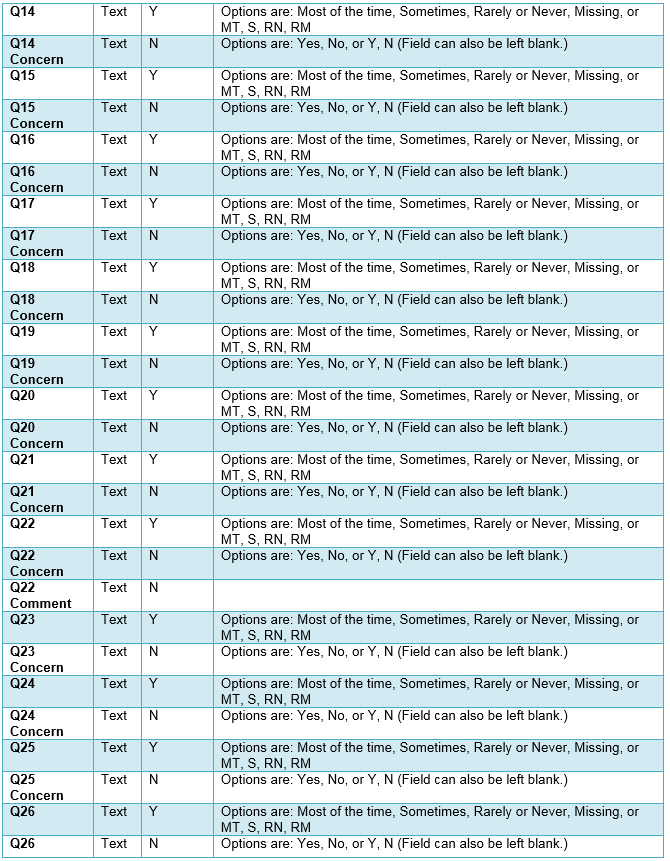 Q14 Text Y Options are: Most of the time, Sometimes, Rarely or Never, Missing, or
MT, S, RN, RM
Q14 Text N Options are: Yes, No, or Y, N (Field can also be left blank.)
Concern
Q15 Text Y Options are: Most of the time, Sometimes, Rarely or Never, Missing, or
MT, S, RN, RM
Q15 Text N Options are: Yes, No, or Y, N (Field can also be left blank.)
Concern
Q16 Text Y Options are: Most of the time, Sometimes, Rarely or Never, Missing, or
MT, S, RN, RM
Q16 Text N Options are: Yes, No, or Y, N (Field can also be left blank.)
Concern
Q17 Text Y Options are: Most of the time, Sometimes, Rarely or Never, Missing, or
MT, S, RN, RM
Q17 Text N Options are: Yes, No, or Y, N (Field can also be left blank.)
Concern
Q18 Text Y Options are: Most of the time, Sometimes, Rarely or Never, Missing, or
MT, S, RN, RM
Q18 Text N Options are: Yes, No, or Y, N (Field can also be left blank.)
Concern
Q19 Text Y Options are: Most of the time, Sometimes, Rarely or Never, Missing, or
MT, S, RN, RM
Q19 Text N Options are: Yes, No, or Y, N (Field can also be left blank.)
Concern
Q20 Text Y Options are: Most of the time, Sometimes, Rarely or Never, Missing, or
MT, S, RN, RM
Q20 Text N Options are: Yes, No, or Y, N (Field can also be left blank.)
Concern
Q21 Text Y Options are: Most of the time, Sometimes, Rarely or Never, Missing, or
MT, S, RN, RM
Q21 Text N Options are: Yes, No, or Y, N (Field can also be left blank.)
Concern
Q22 Text Y Options are: Most of the time, Sometimes, Rarely or Never, Missing, or
MT, S, RN, RM
Q22 Text N Options are: Yes, No, or Y, N (Field can also be left blank.)
Concern
Q22 Text N
Comment
Q23 Text Y Options are: Most of the time, Sometimes, Rarely or Never, Missing, or
MT, S, RN, RM
Q23 Text N Options are: Yes, No, or Y, N (Field can also be left blank.)
Concern
Q24 Text Y Options are: Most of the time, Sometimes, Rarely or Never, Missing, or
MT, S, RN, RM
Q24 Text N Options are: Yes, No, or Y, N (Field can also be left blank.)
Concern
Q25 Text Y Options are: Most of the time, Sometimes, Rarely or Never, Missing, or
MT, S, RN, RM
Q25 Text N Options are: Yes, No, or Y, N (Field can also be left blank.)
Concern
Q26 Text Y Options are: Most of the time, Sometimes, Rarely or Never, Missing, or
MT, S, RN, RM
Q26 Text N Options are: Yes, No, or Y, N (Field can also be left blank.)